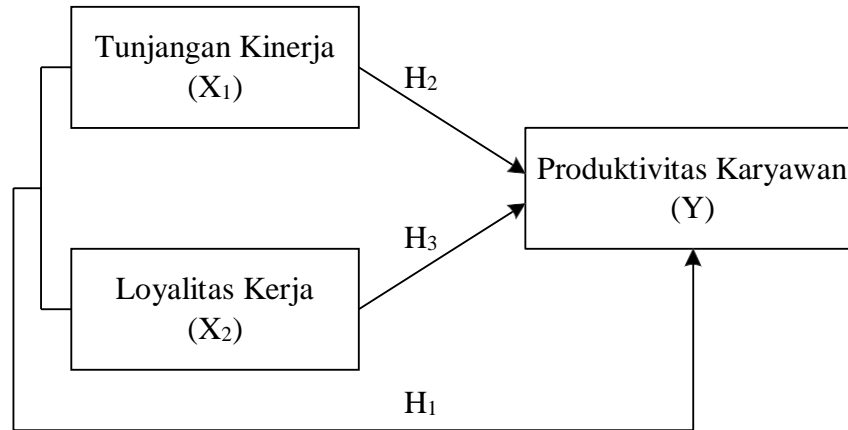 Tunjangan Kinerja
(X₁)
H₂
Produktivitas Karyawan
(Y)
H₃
Loyalitas Kerja
(X₂)
H₁